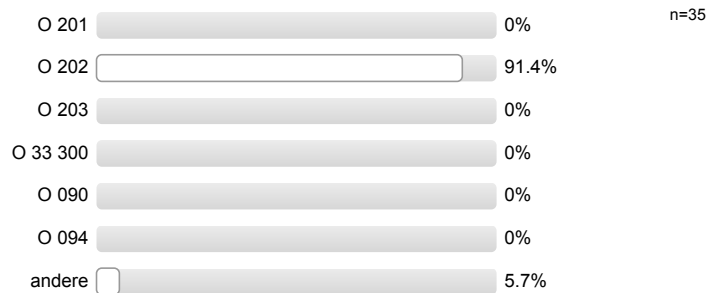 n=35
O 201 0%
O 202 91.4%
O 203 0%
O 33 300 0%
O 090 0%
O 094 0%
andere 5.7%